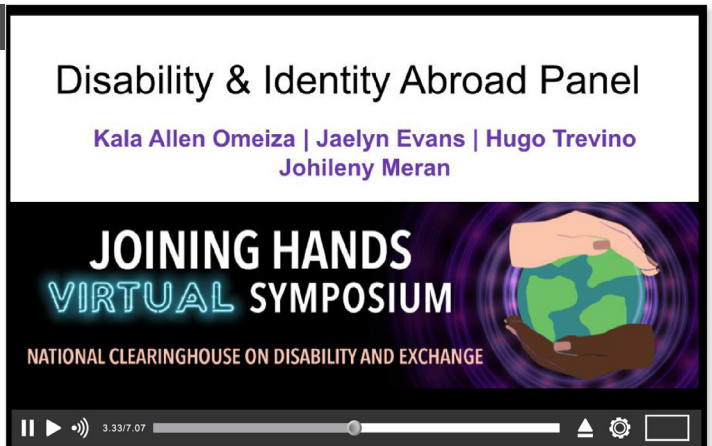 Disability & Identity Abroad Panel
Kala Allen Omeiza | Jaelyn Evans | Hugo Trevino
Johileny Meran
JOINING HANDS
VIRTUAL SYMPOSIUM
NATIONAL CLEARINGHOUSE ON DISABILITY AND EXCHANGE
3.33/7.07